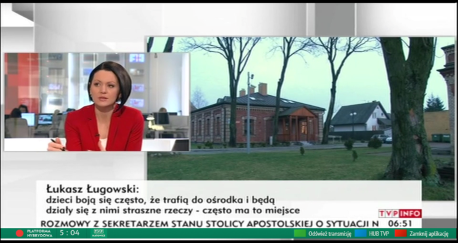 Łukasz Ługowski:
dzieci boją się często, że trafią do ośrodka i będą
działy się z nimi straszne rzeczy - często ma to miejsce
TVP INFO
ROZMOWY Z SEKRETARZEM STANU STOLICY APOSTOLSKIEJ O SYTUACJI N
06:51
PLATFORMA HYBRYDOWA
5:04
Odśwież transmisję
HUB TVP
Zamknij aplikację